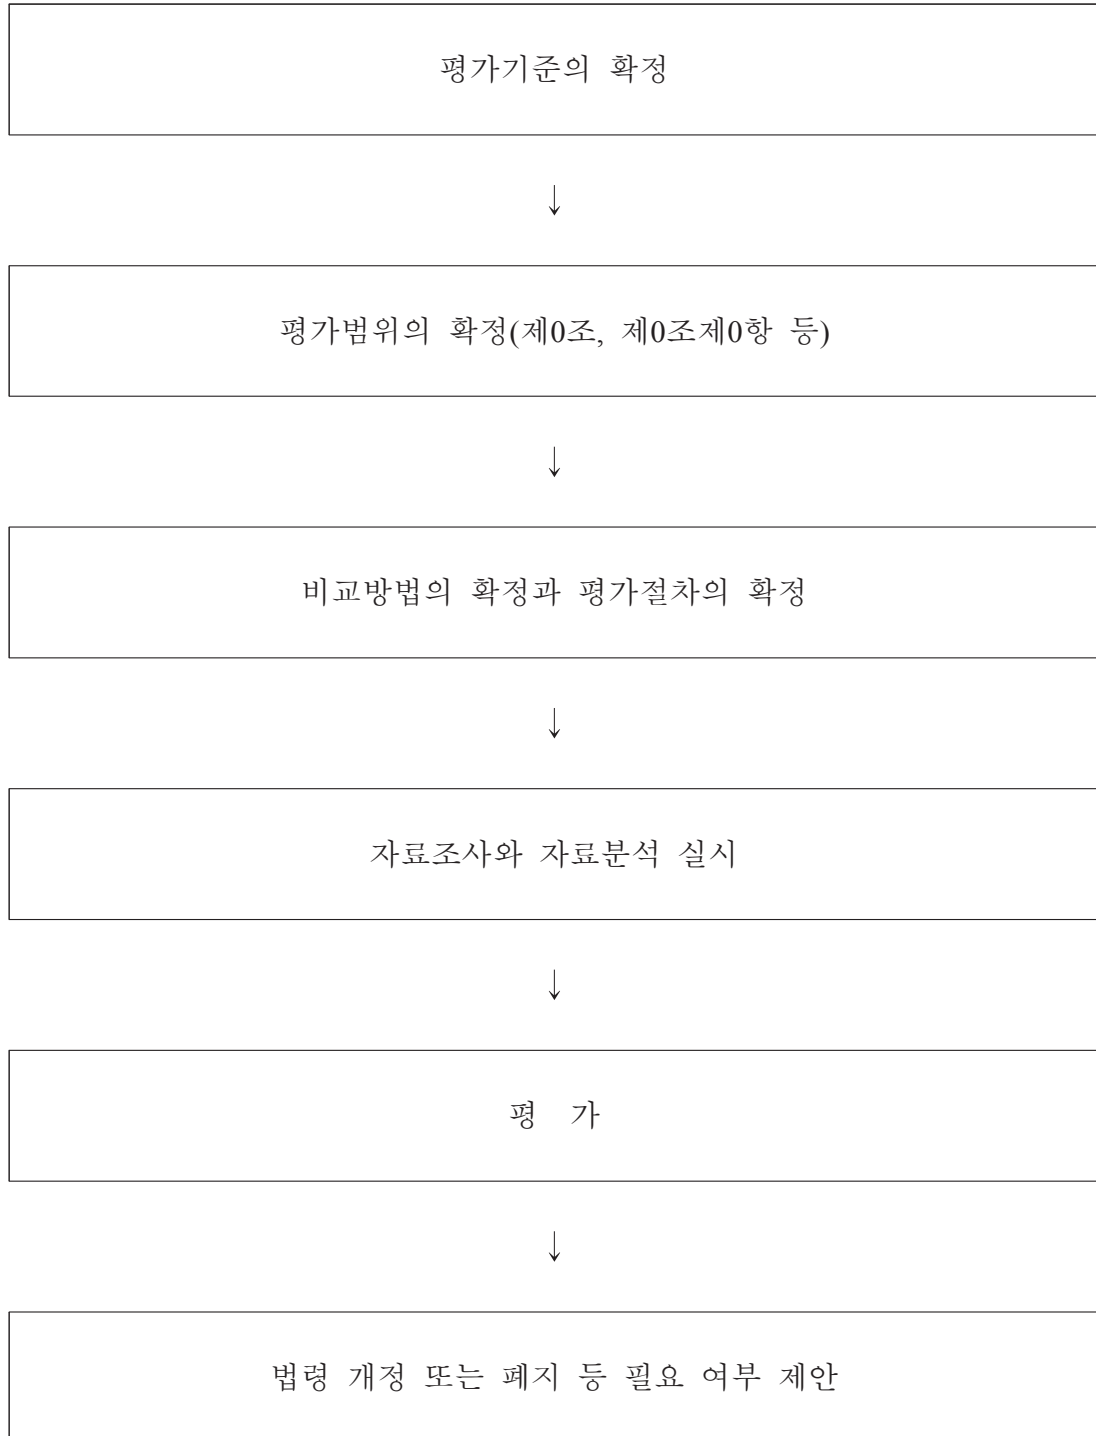 평가기준의 확정
↓
평가범위의 확정(제0조, 제0조제0항 등)
↓
비교방법의 확정과 평가절차의 확정
↓
자료조사와 자료분석 실시
↓
평 가
↓
법령 개정 또는 폐지 등 필요 여부 제안